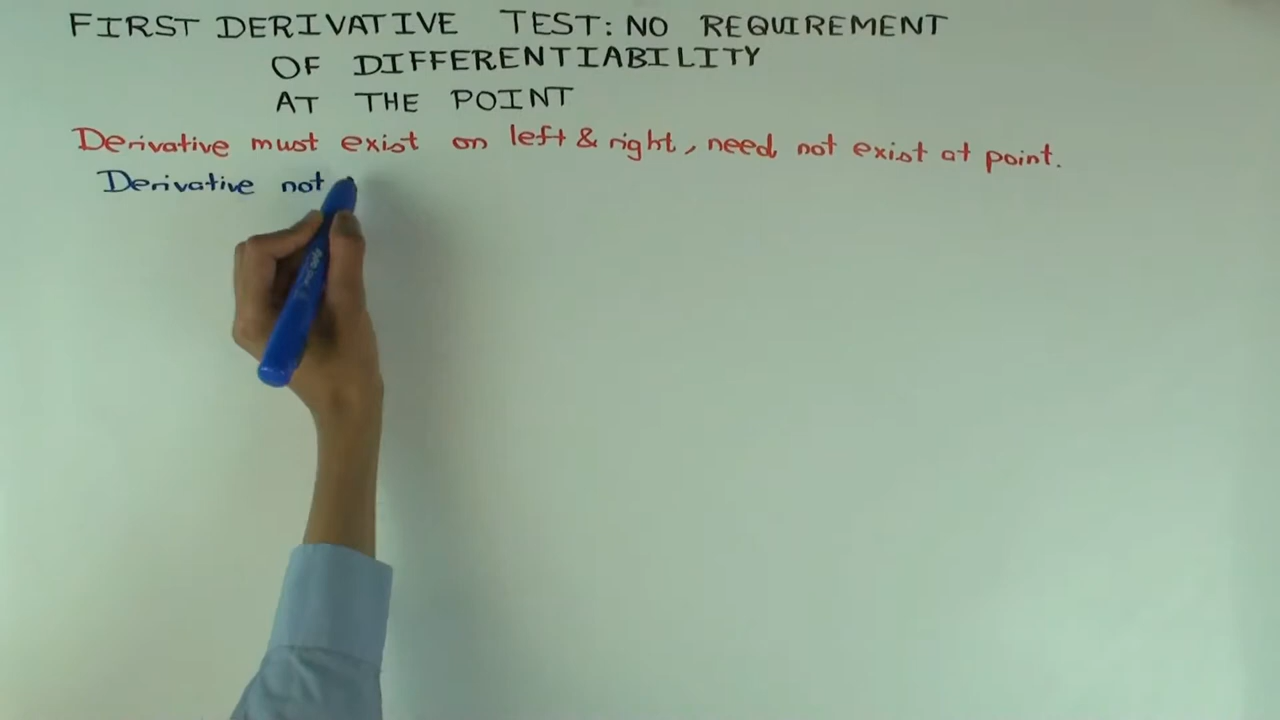 FIRST DERIVATIVE TEST: NO REQUIREMENT
OF DIFFERENTIABILITY
AT THE POINT
Derivative must exist on left & right, need not exist at point.
Derivative not